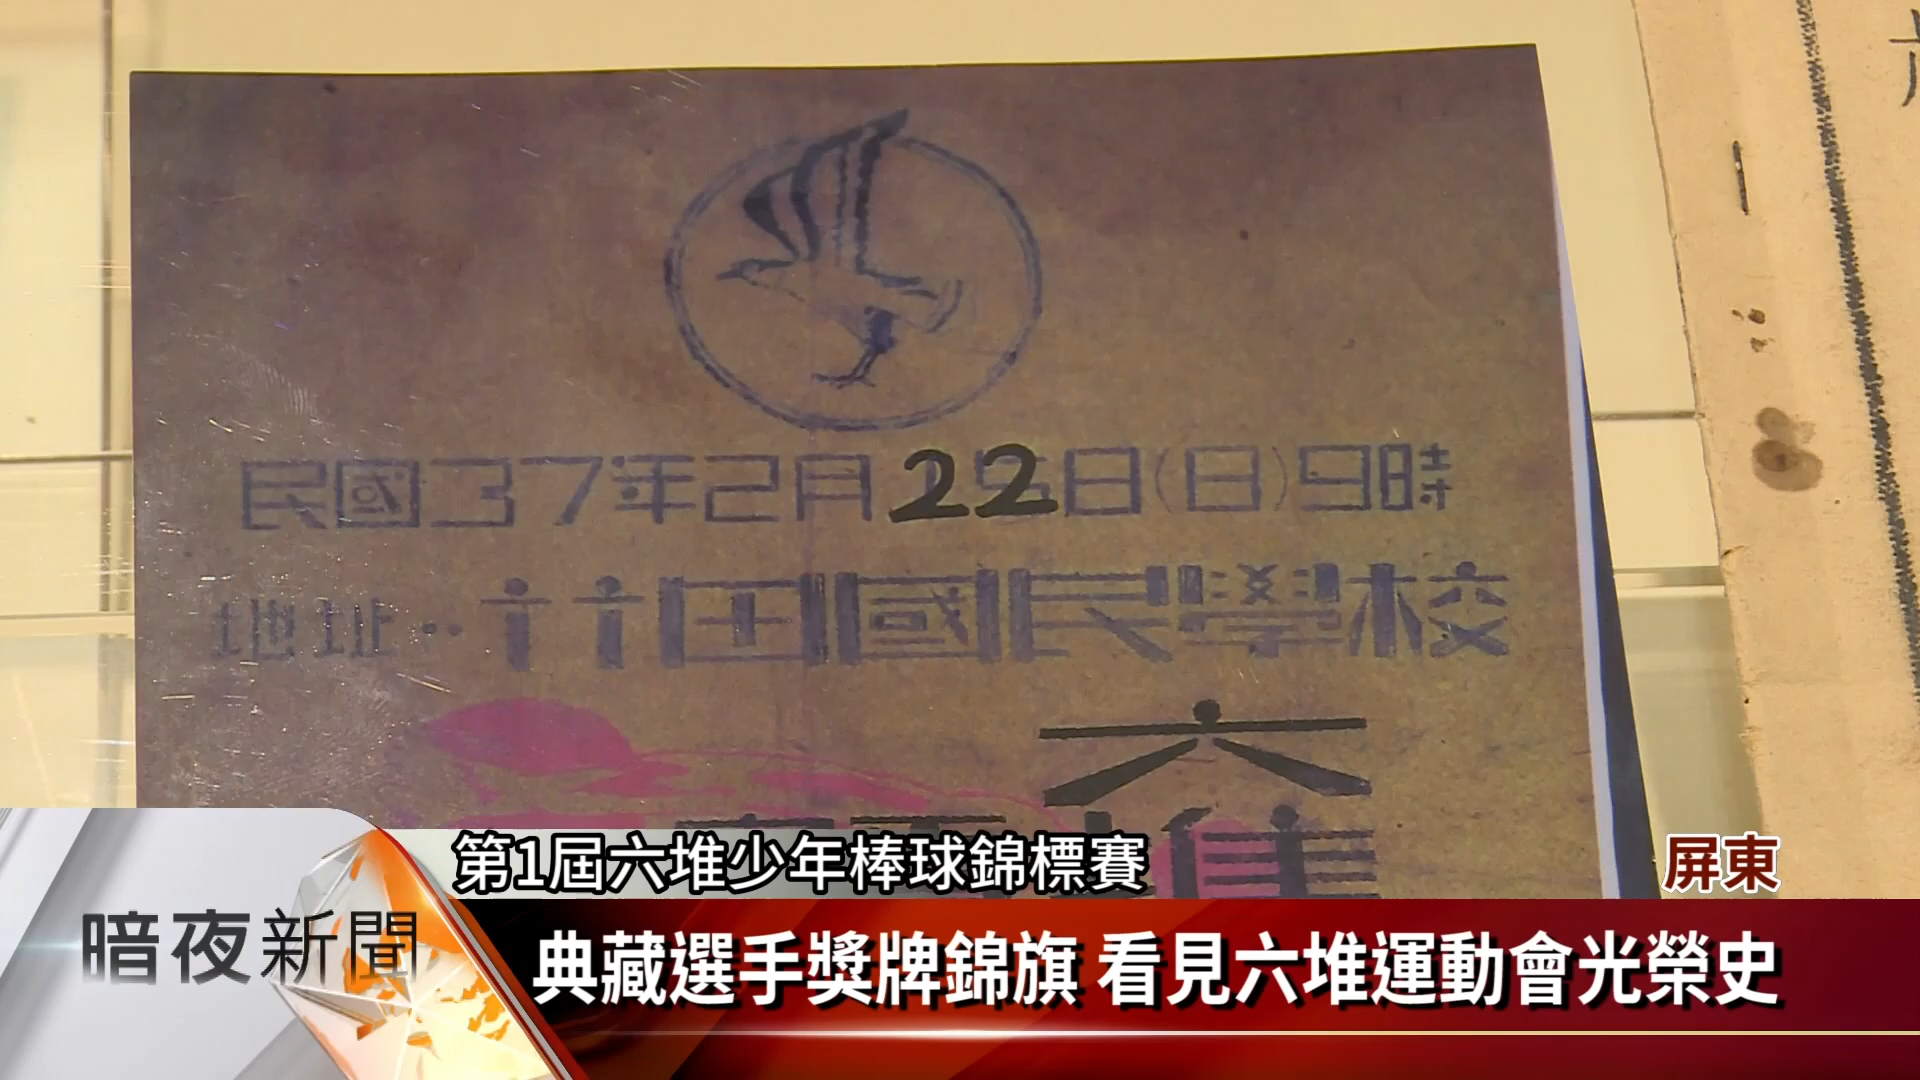 民國37年2月22日(日)9時
地址‥竹田國民學校
六
第1屆六堆少年棒球錦標賽
屏東
暗夜新聞
典藏選手獎牌錦旗 看見六堆運動會光榮史